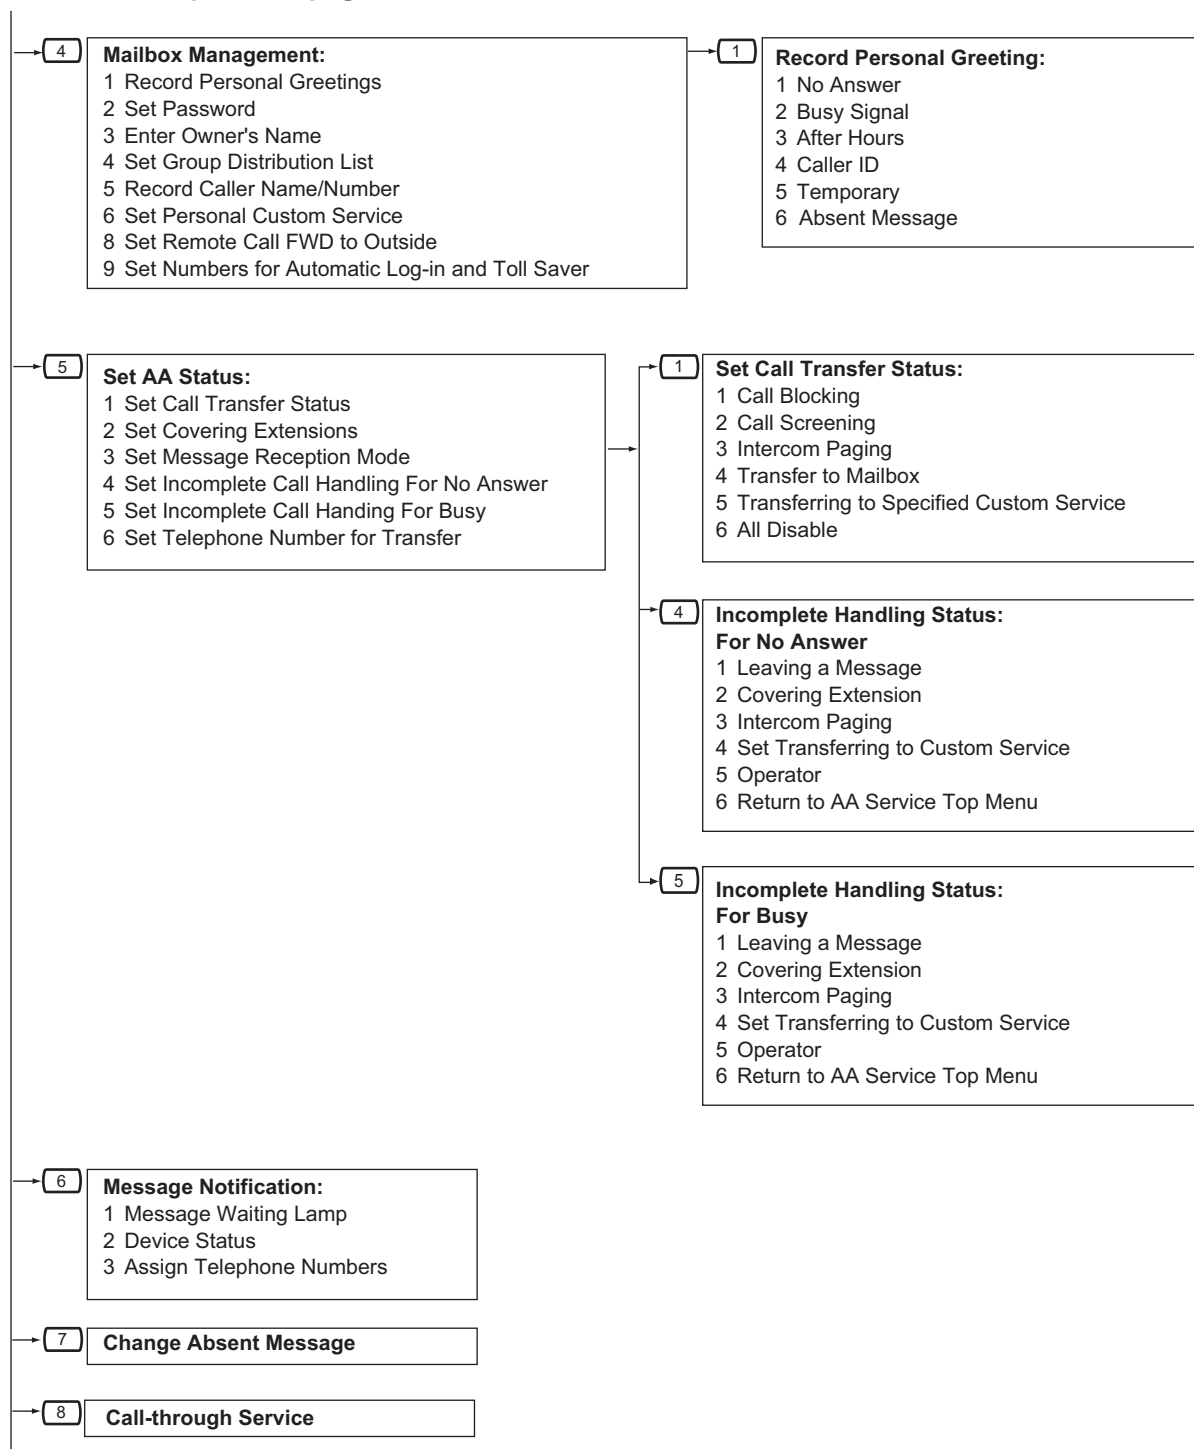 4
Mailbox Management:
1 Record Personal Greetings
2 Set Password
3 Enter Owner's Name
4 Set Group Distribution List
5 Record Caller Name/Number
6 Set Personal Custom Service
8 Set Remote Call FWD to Outside
9 Set Numbers for Automatic Log-in and Toll Saver
1
Record Personal Greeting:
1 No Answer
2 Busy Signal
3 After Hours
4 Caller ID
5 Temporary
6 Absent Message
5
Set AA Status:
1 Set Call Transfer Status
2 Set Covering Extensions
3 Set Message Reception Mode
4 Set Incomplete Call Handling For No Answer
5 Set Incomplete Call Handing For Busy
6 Set Telephone Number for Transfer
1
Set Call Transfer Status:
1 Call Blocking
2 Call Screening
3 Intercom Paging
4 Transfer to Mailbox
5 Transferring to Specified Custom Service
6 All Disable
4
Incomplete Handling Status:
For No Answer
1 Leaving a Message
2 Covering Extension
3 Intercom Paging
4 Set Transferring to Custom Service
5 Operator
6 Return to AA Service Top Menu
5
Incomplete Handling Status:
For Busy
1 Leaving a Message
2 Covering Extension
3 Intercom Paging
4 Set Transferring to Custom Service
5 Operator
6 Return to AA Service Top Menu
6
Message Notification:
1 Message Waiting Lamp
2 Device Status
3 Assign Telephone Numbers
7
Change Absent Message
8
Call-through Service